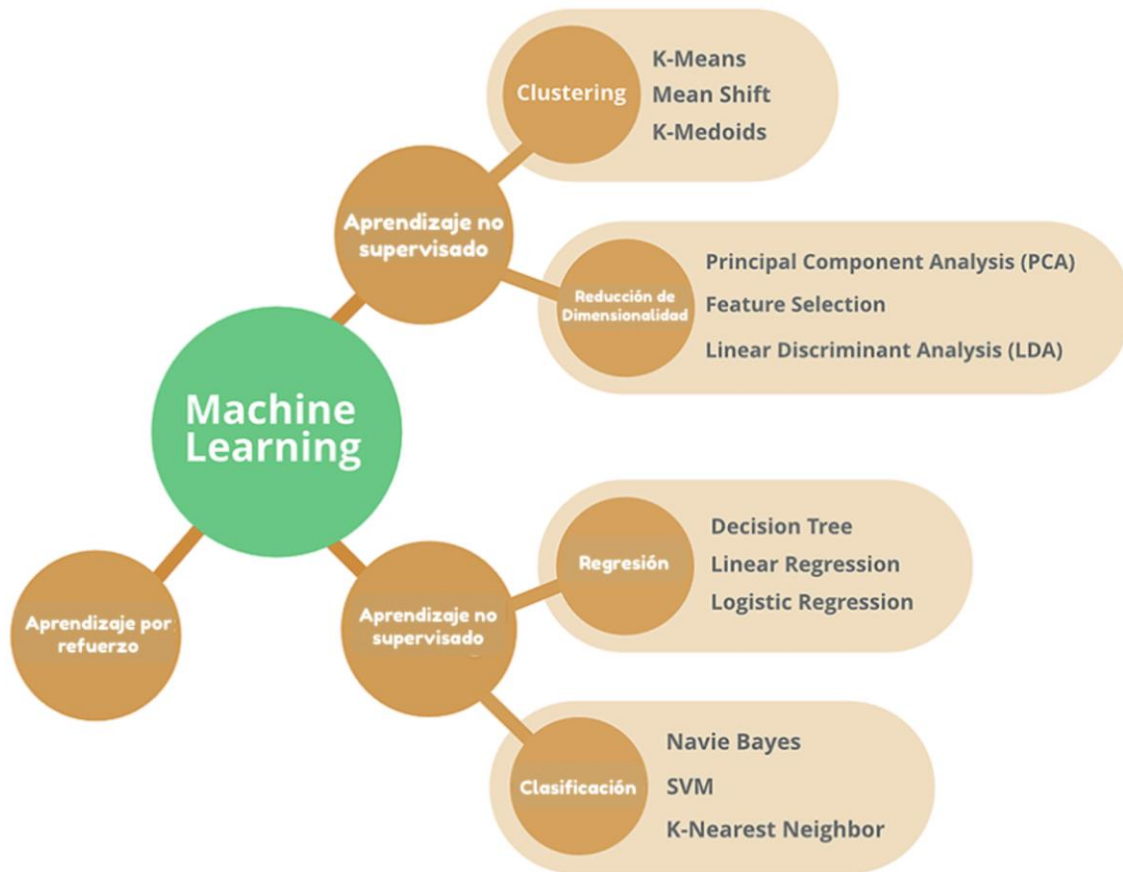 Clustering
K-Means
Mean Shift
K-Medoids
Aprendizaje no
supervisado
Reducción de
Dimensionalidad
Principal Component Analysis (PCA)
Feature Selection
Linear Discriminant Analysis (LDA)
Machine
Learning
Regresión
Decision Tree
Linear Regression
Logistic Regression
Aprendizaje no
supervisado
Aprendizaje por
refuerzo
Clasificación
Navie Bayes
SVM
K-Nearest Neighbor